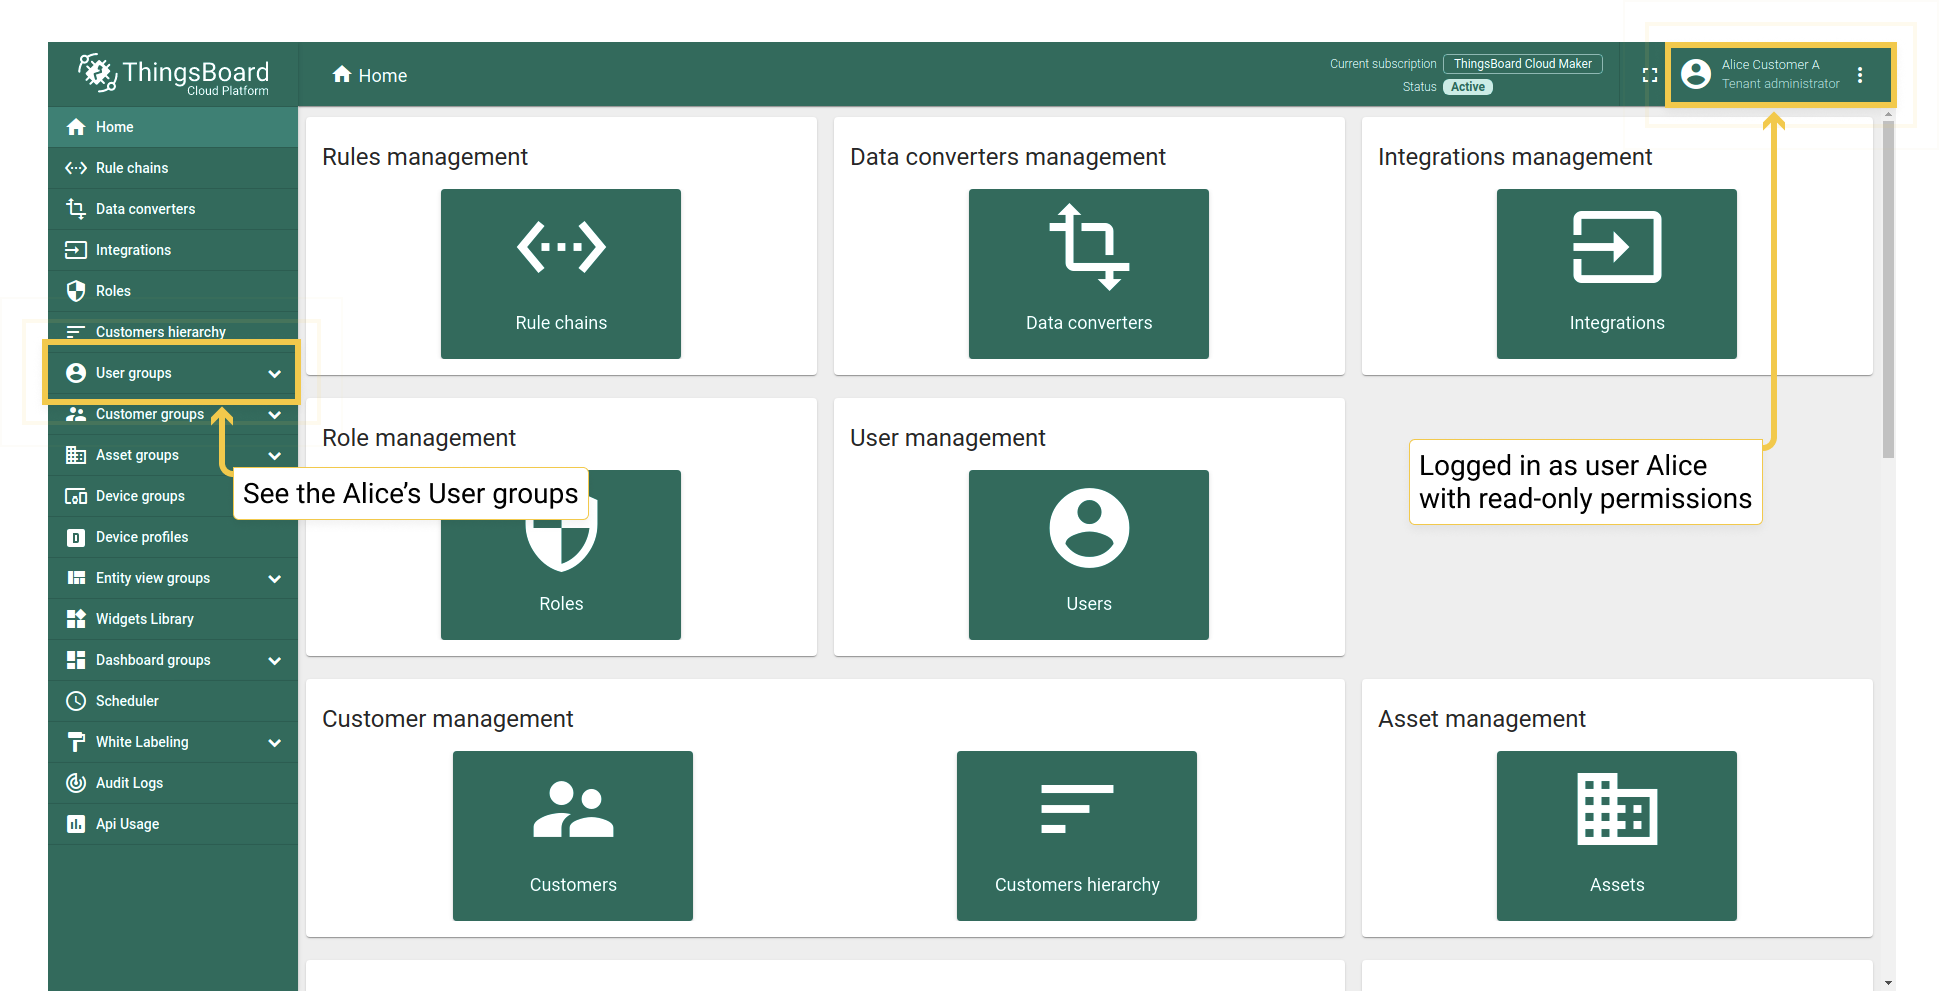 ThingsBoard
Cloud Platform
Home
Current subscription
ThingsBoard Cloud Maker
Status
Active
Alice Customer A
Tenant administrator
Home
Rule chains
Data converters
Integrations
Roles
Customers hierarchy
User groups
Customer groups
Asset groups
Device groups
Device profiles
Entity view groups
Widgets Library
Dashboard groups
Scheduler
White Labeling
Audit Logs
Api Usage
See the Alice’s User groups
Rules management
Rule chains
Data converters management
Data converters
Integrations management
Integrations
Role management
Roles
User management
Users
Logged in as user Alice
with read-only permissions
Customer management
Customers
Customers hierarchy
Asset management
Assets